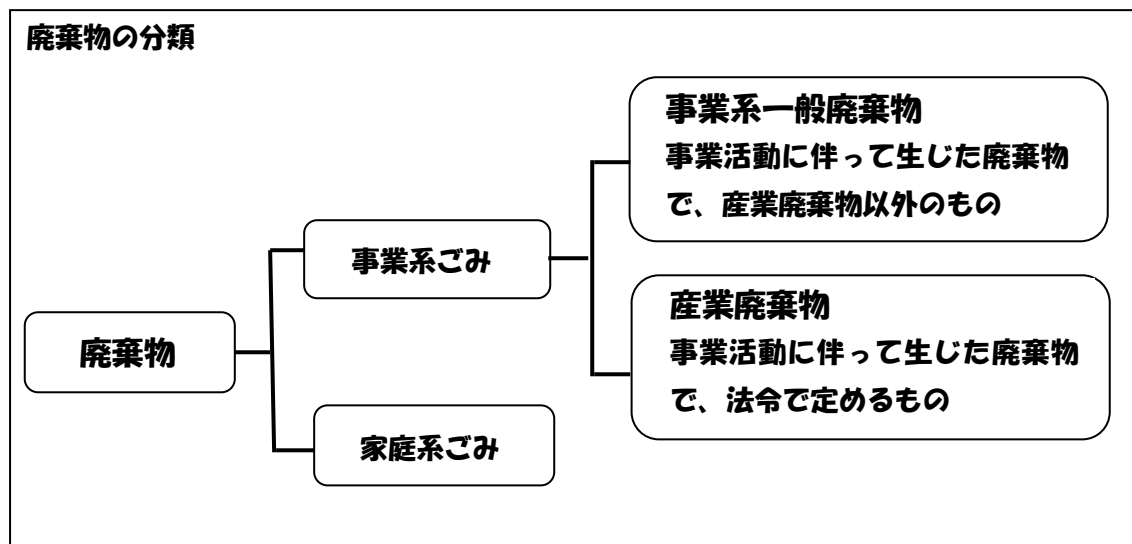 廃棄物の分類
事業系一般廃棄物
事業活動に伴って生じた廃棄物
で、産業廃棄物以外のもの
事業系ごみ
産業廃棄物
事業活動に伴って生じた廃棄物
で、法令で定めるもの
廃棄物
家庭系ごみ